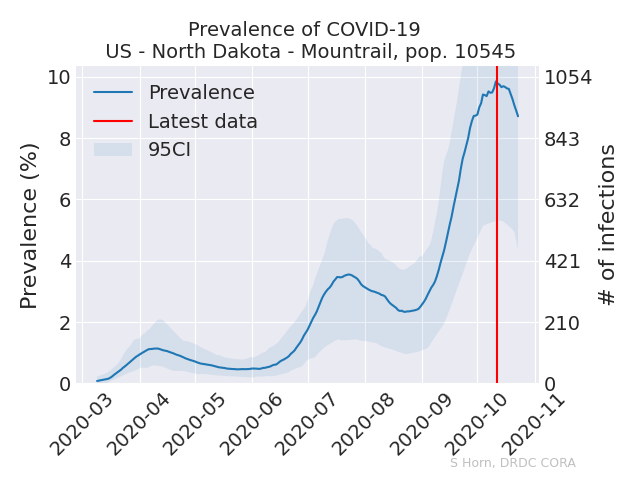 Prevalence of COVID-19
US - North Dakota - Mountrail, pop. 10545
Prevalence
Latest data
95CI
Prevalence (%)
10
8
6
4
2
0
1054
843
632
421
210
0
# of infections
2020-03
2020-04
2020-05
2020-06
2020-07
2020-08
2020-09
2020-10
2020-11
S Horn, DRDC CORA